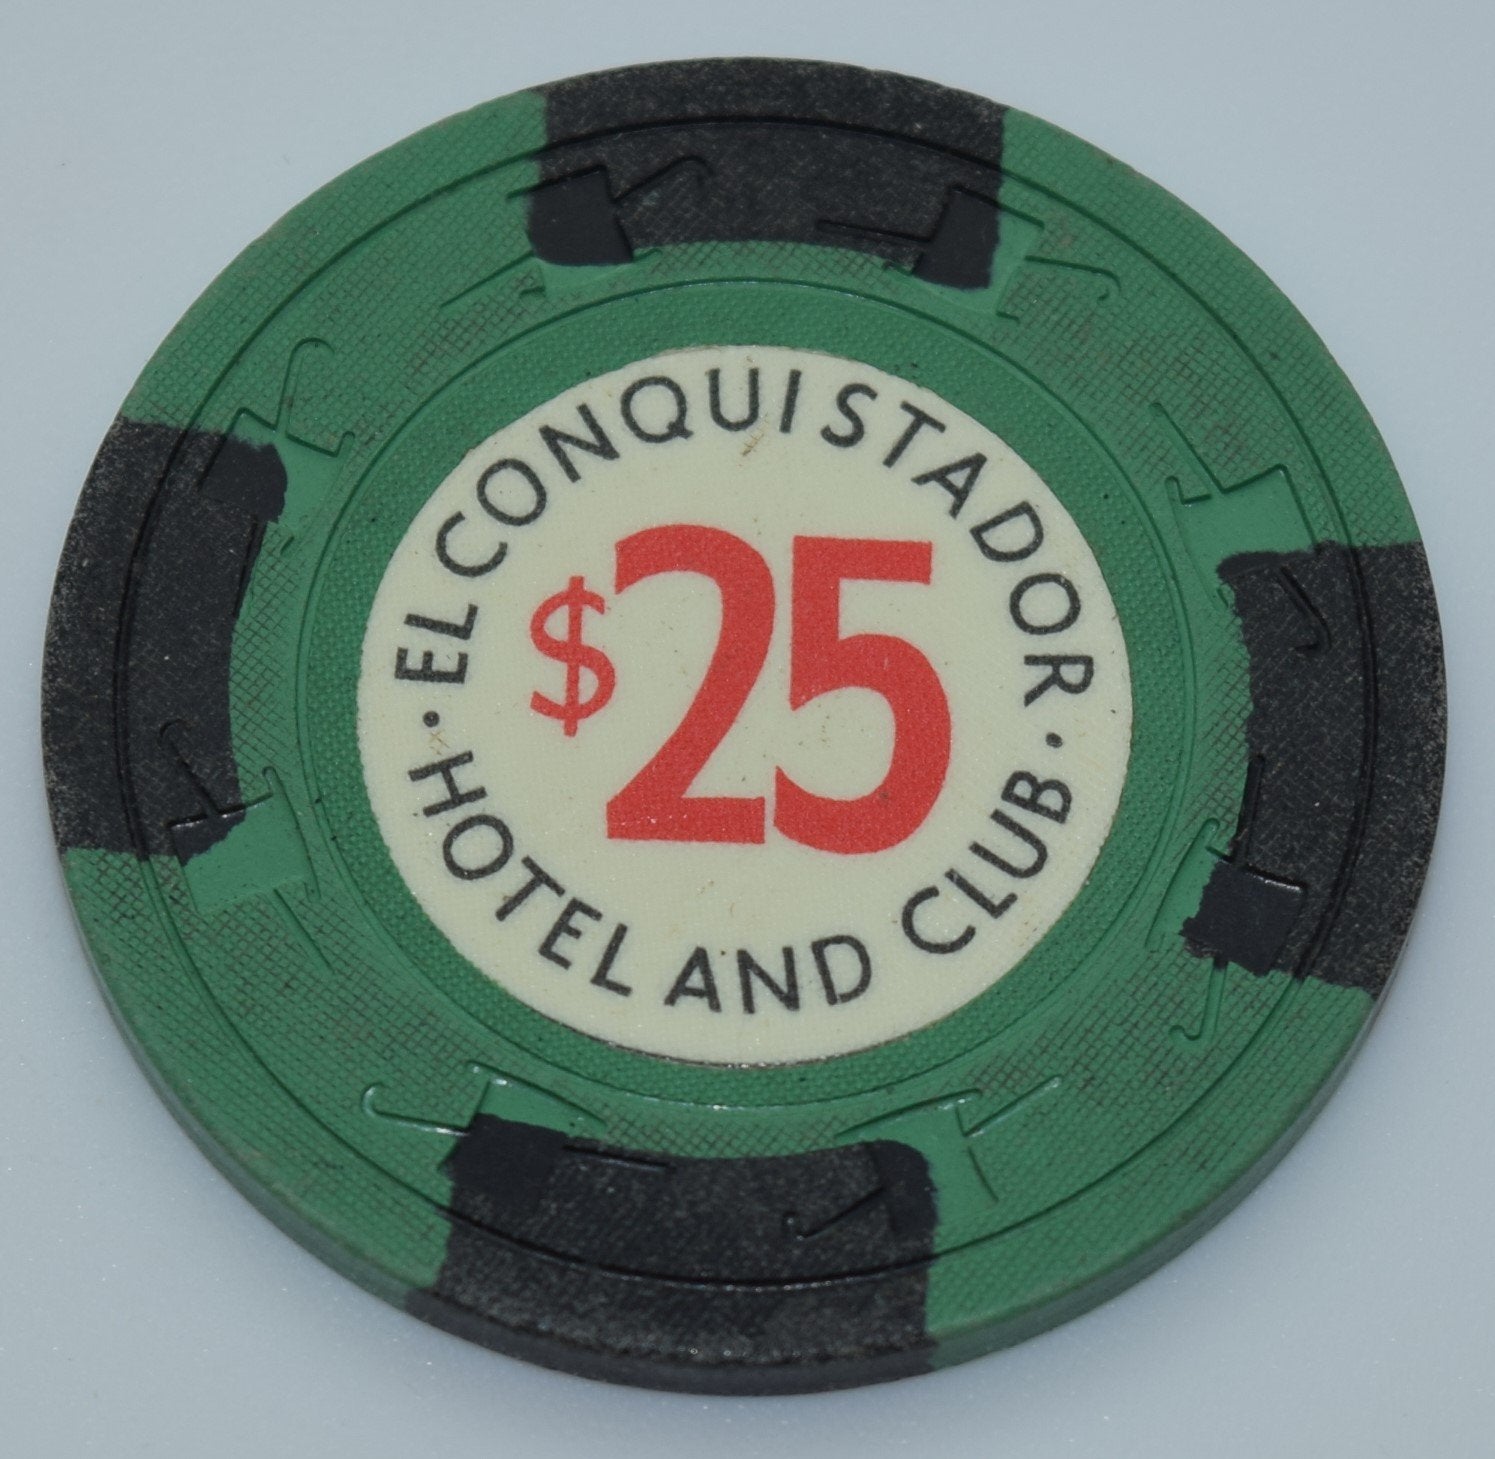 · EL CONQUISTADOR ·
$25
HOTEL AND CLUB